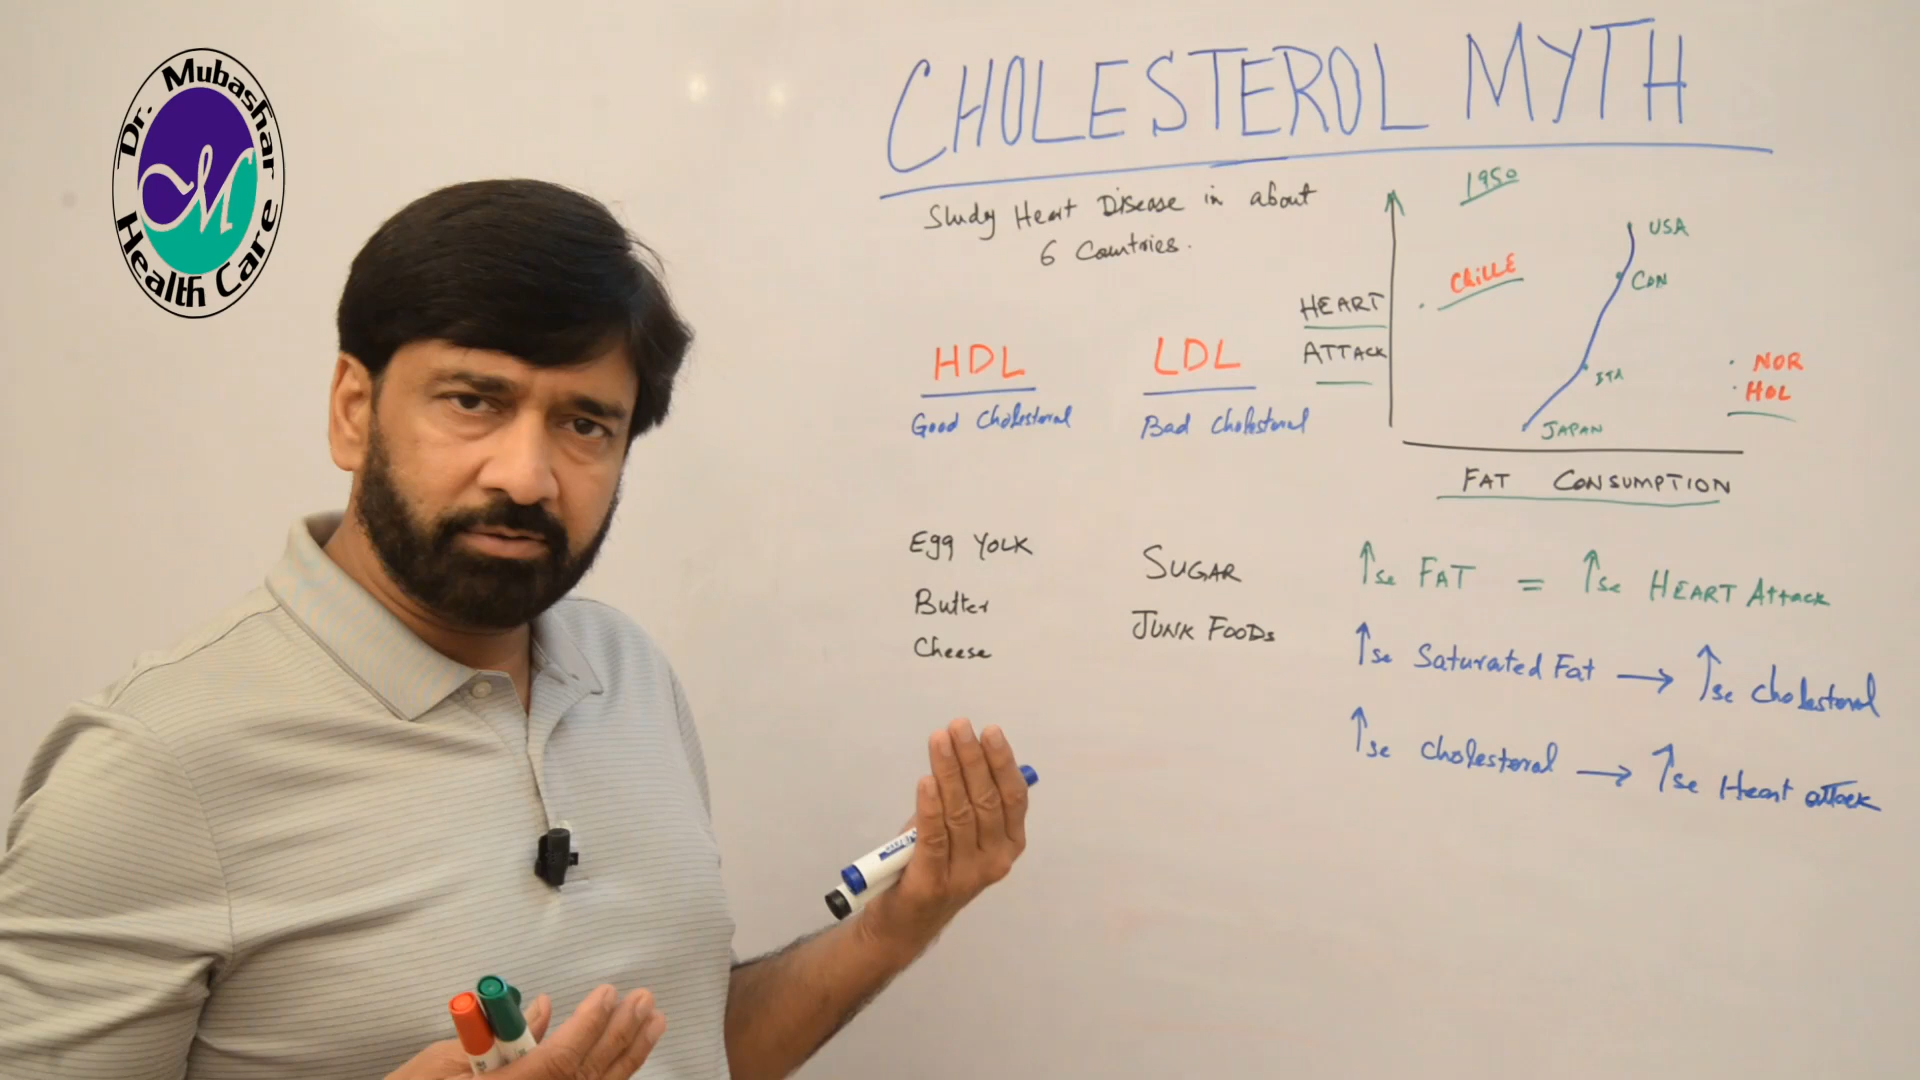 Dr. Mubashar
Health Care
M
CHOLESTEROL MYTH
Study Heart Disease in about
6 Countries.
1950
USA
CON
CHILLE
HEART
ATTACK
ITA
NOR
HOL
JAPAN
FAT CONSUMPTION
HDL
Good Cholesterol
LDL
Bad Cholesterol
Egg YOLK
Butter
Cheese
SUGAR
JUNK FOODs
↑se FAT = ↑se HEART Attack
↑se Saturated Fat → ↑se Cholesterol
↑se Cholesterol → ↑se Heart attack